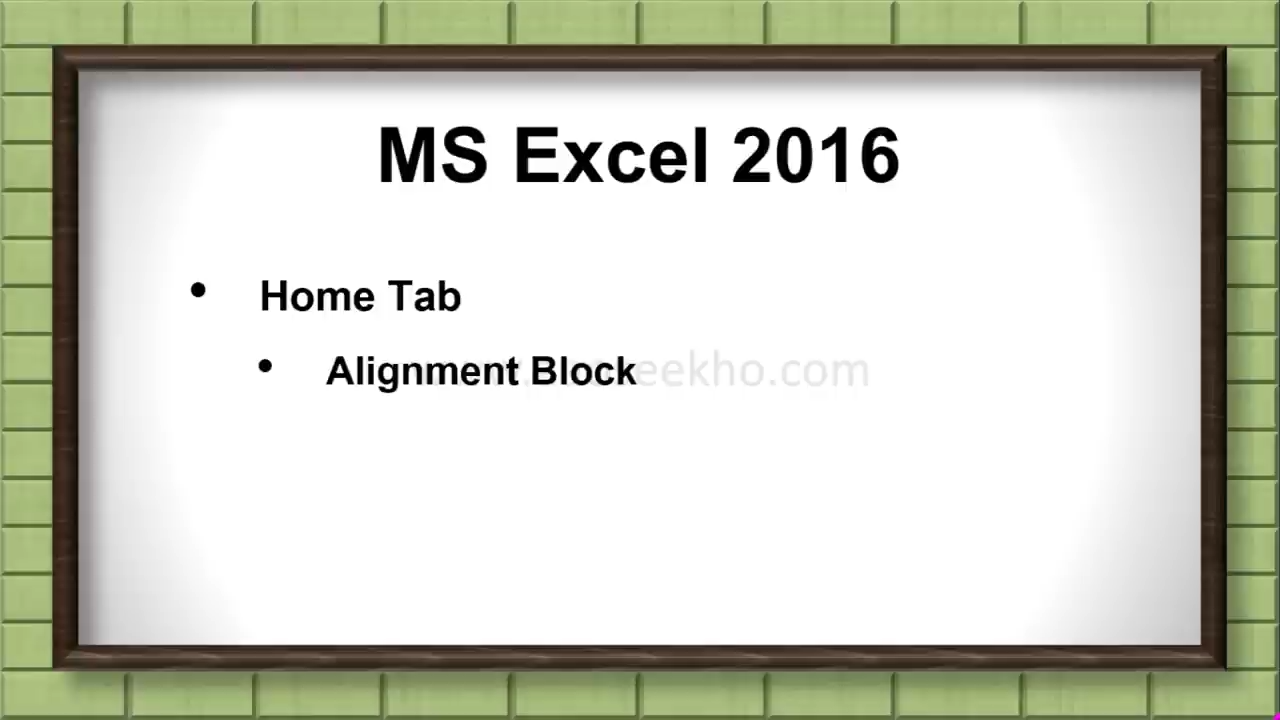 MS Excel 2016
• Home Tab
• Alignment Block